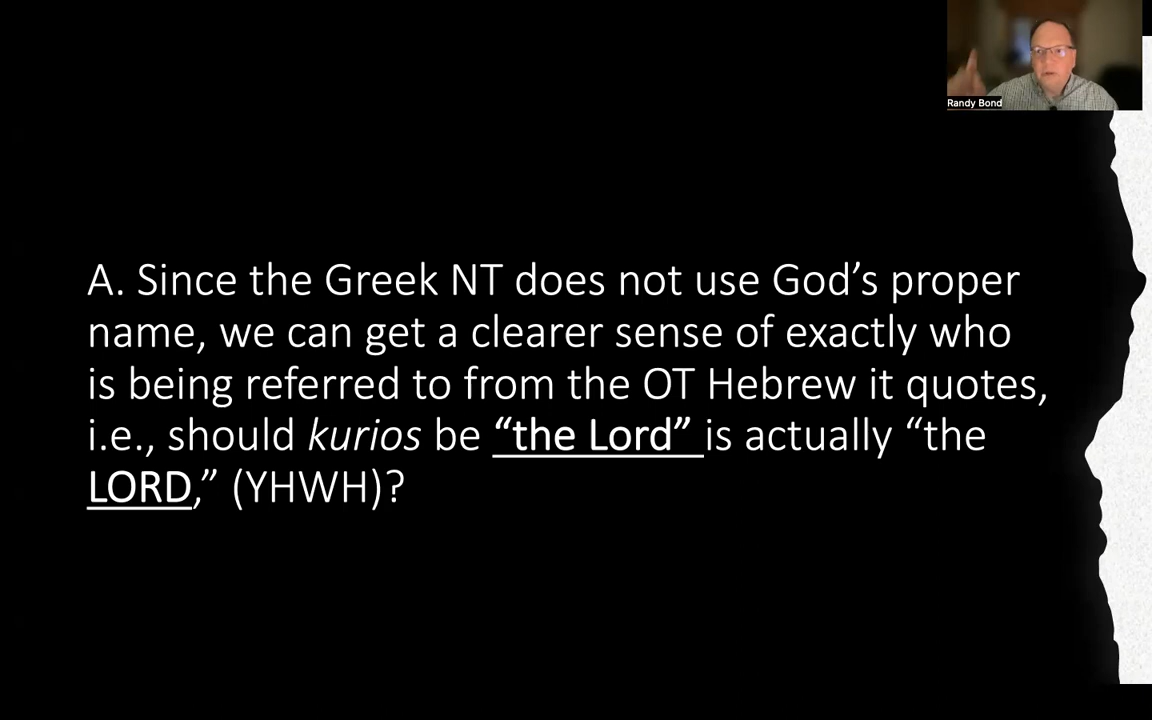 Randy Bond
A. Since the Greek NT does not use God’s proper
name, we can get a clearer sense of exactly who
is being referred to from the OT Hebrew it quotes,
i.e., should kurios be “the Lord” is actually “the
LORD,” (YHWH)?